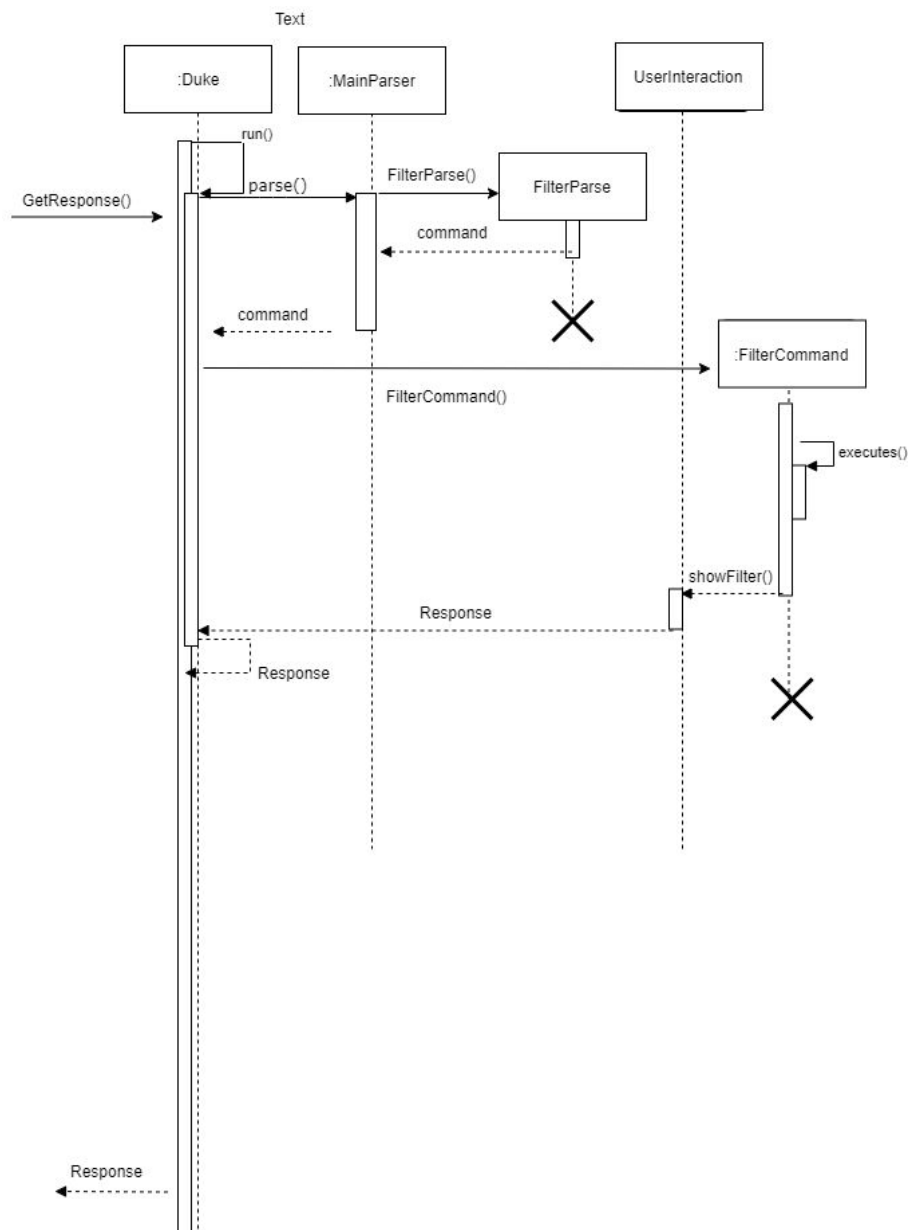 Text
:Duke
:MainParser
UserInteraction
run()
parse()
FilterParse()
FilterParse
GetResponse()
command
command
:FilterCommand
FilterCommand()
executes()
showFilter()
Response
Response
Response